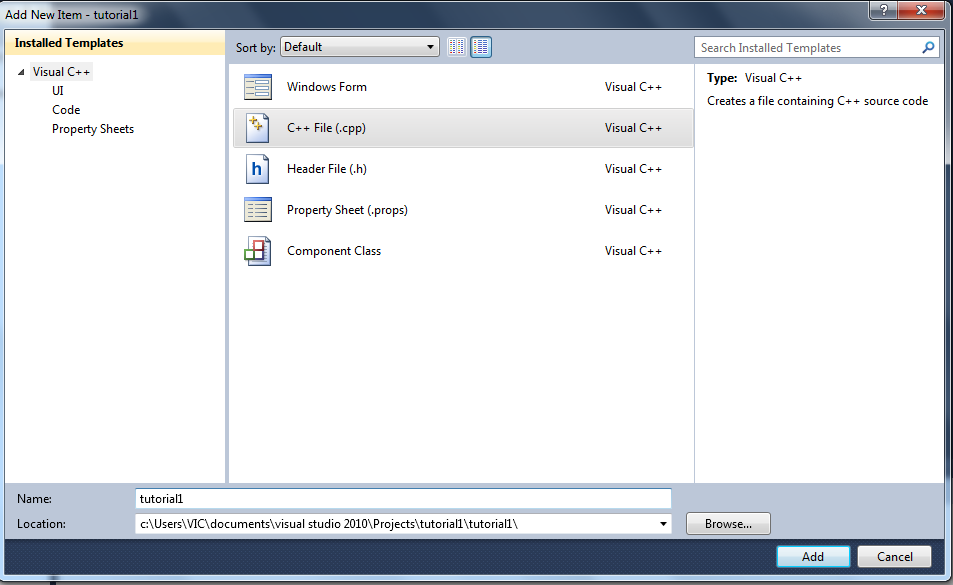 Add New Item - tutorial1
?
Installed Templates
Sort by: Default
Search Installed Templates
Visual C++
UI
Code
Property Sheets
Windows Form Visual C++
C++ File (.cpp) Visual C++
h Header File (.h) Visual C++
Property Sheet (.props) Visual C++
Component Class Visual C++
Type: Visual C++
Creates a file containing C++ source code
Name: tutorial1
Location: c:\Users\VIC\documents\visual studio 2010\Projects\tutorial1\tutorial1\ Browse...
Add Cancel